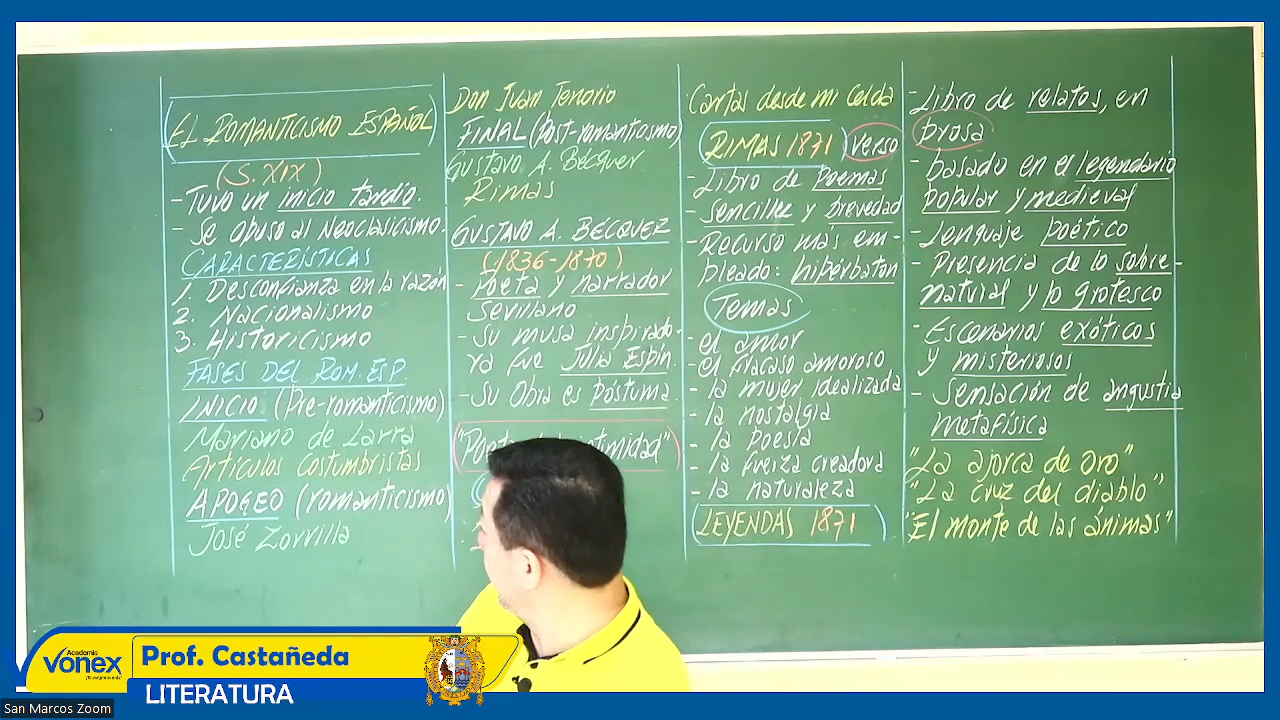 EL ROMANTICISMO ESPAÑOL
(S. XIX)
- Tuvo un inicio tardío.
- Se opuso al Neoclasicismo.
CARACTERÍSTICAS
1. Desconfianza en la razón
2. Nacionalismo
3. Historicismo
FASES DEL ROM. ESP.
INICIO (Pre-romanticismo)
Mariano de Larra
Artículos costumbristas
APOGEO (romanticismo)
José Zorrilla
Don Juan Tenorio
FINAL (Post-romanticismo)
Gustavo A. Bécquer
Rimas
GUSTAVO A. BÉCQUER
(1836-1870)
- Poeta y narrador
sevillano
- Su musa inspirado-
ra fue Julia Espín.
- Su Obra es póstuma.
intimidad"
Cartas desde mi celda
RIMAS 1871 verso
- Libro de poemas
- sencillez y brevedad
- Recurso más em-
pleado: hipérbaton
Temas
- el amor
- el fracaso amoroso
- la mujer idealizada
- la nostalgia
- la poesía
- la fuerza creadora
- la naturaleza
LEYENDAS 1871
- Libro de relatos, en
prosa
- basado en el legendario
popular y medieval
- Lenguaje poético
- Presencia de lo sobre-
natural y lo grotesco
- Escenarios exóticos
y misteriosos
- Sensación de angustia
metafísica
"La ajorca de oro"
"La cruz del diablo"
"El monte de las ánimas"
Academia
Vonex
Prof. Castañeda
LITERATURA
San Marcos Zoom